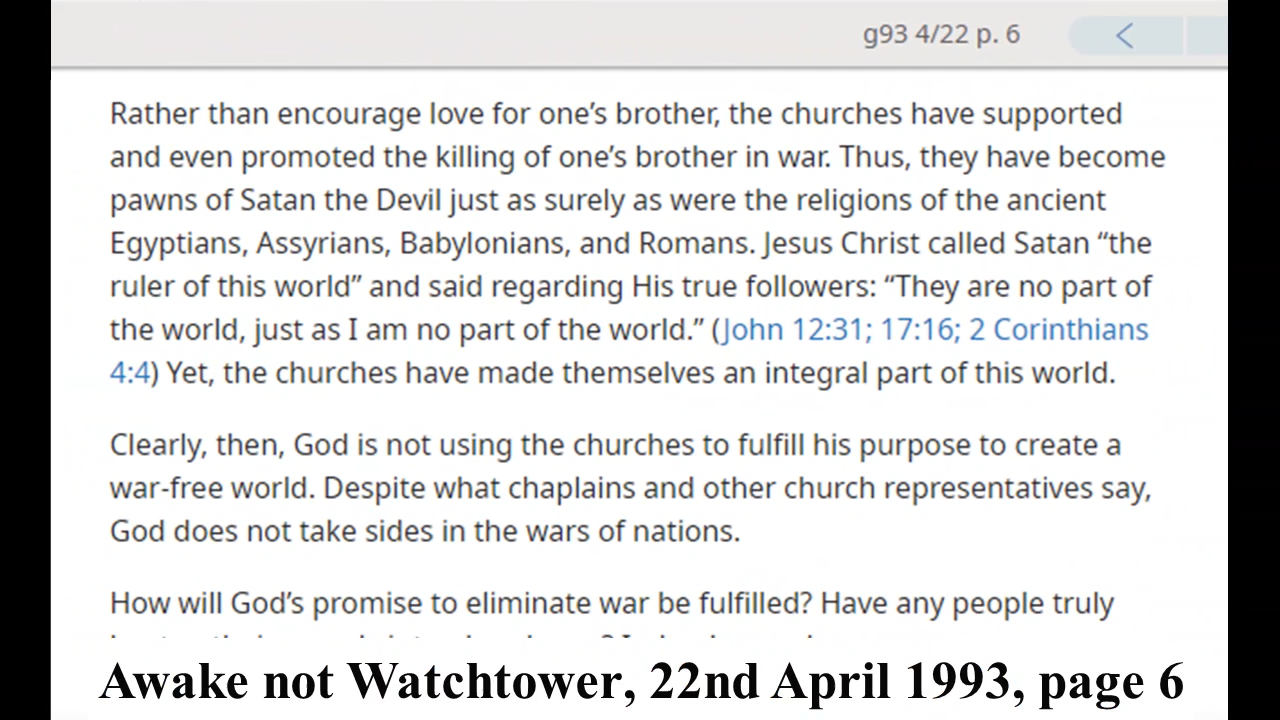 g93 4/22 p. 6
Rather than encourage love for one’s brother, the churches have supported
and even promoted the killing of one’s brother in war. Thus, they have become
pawns of Satan the Devil just as surely as were the religions of the ancient
Egyptians, Assyrians, Babylonians, and Romans. Jesus Christ called Satan “the
ruler of this world” and said regarding His true followers: “They are no part of
the world, just as I am no part of the world.” (John 12:31; 17:16; 2 Corinthians
4:4) Yet, the churches have made themselves an integral part of this world.
Clearly, then, God is not using the churches to fulfill his purpose to create a
war-free world. Despite what chaplains and other church representatives say,
God does not take sides in the wars of nations.
How will God’s promise to eliminate war be fulfilled? Have any people truly
Awake not Watchtower, 22nd April 1993, page 6